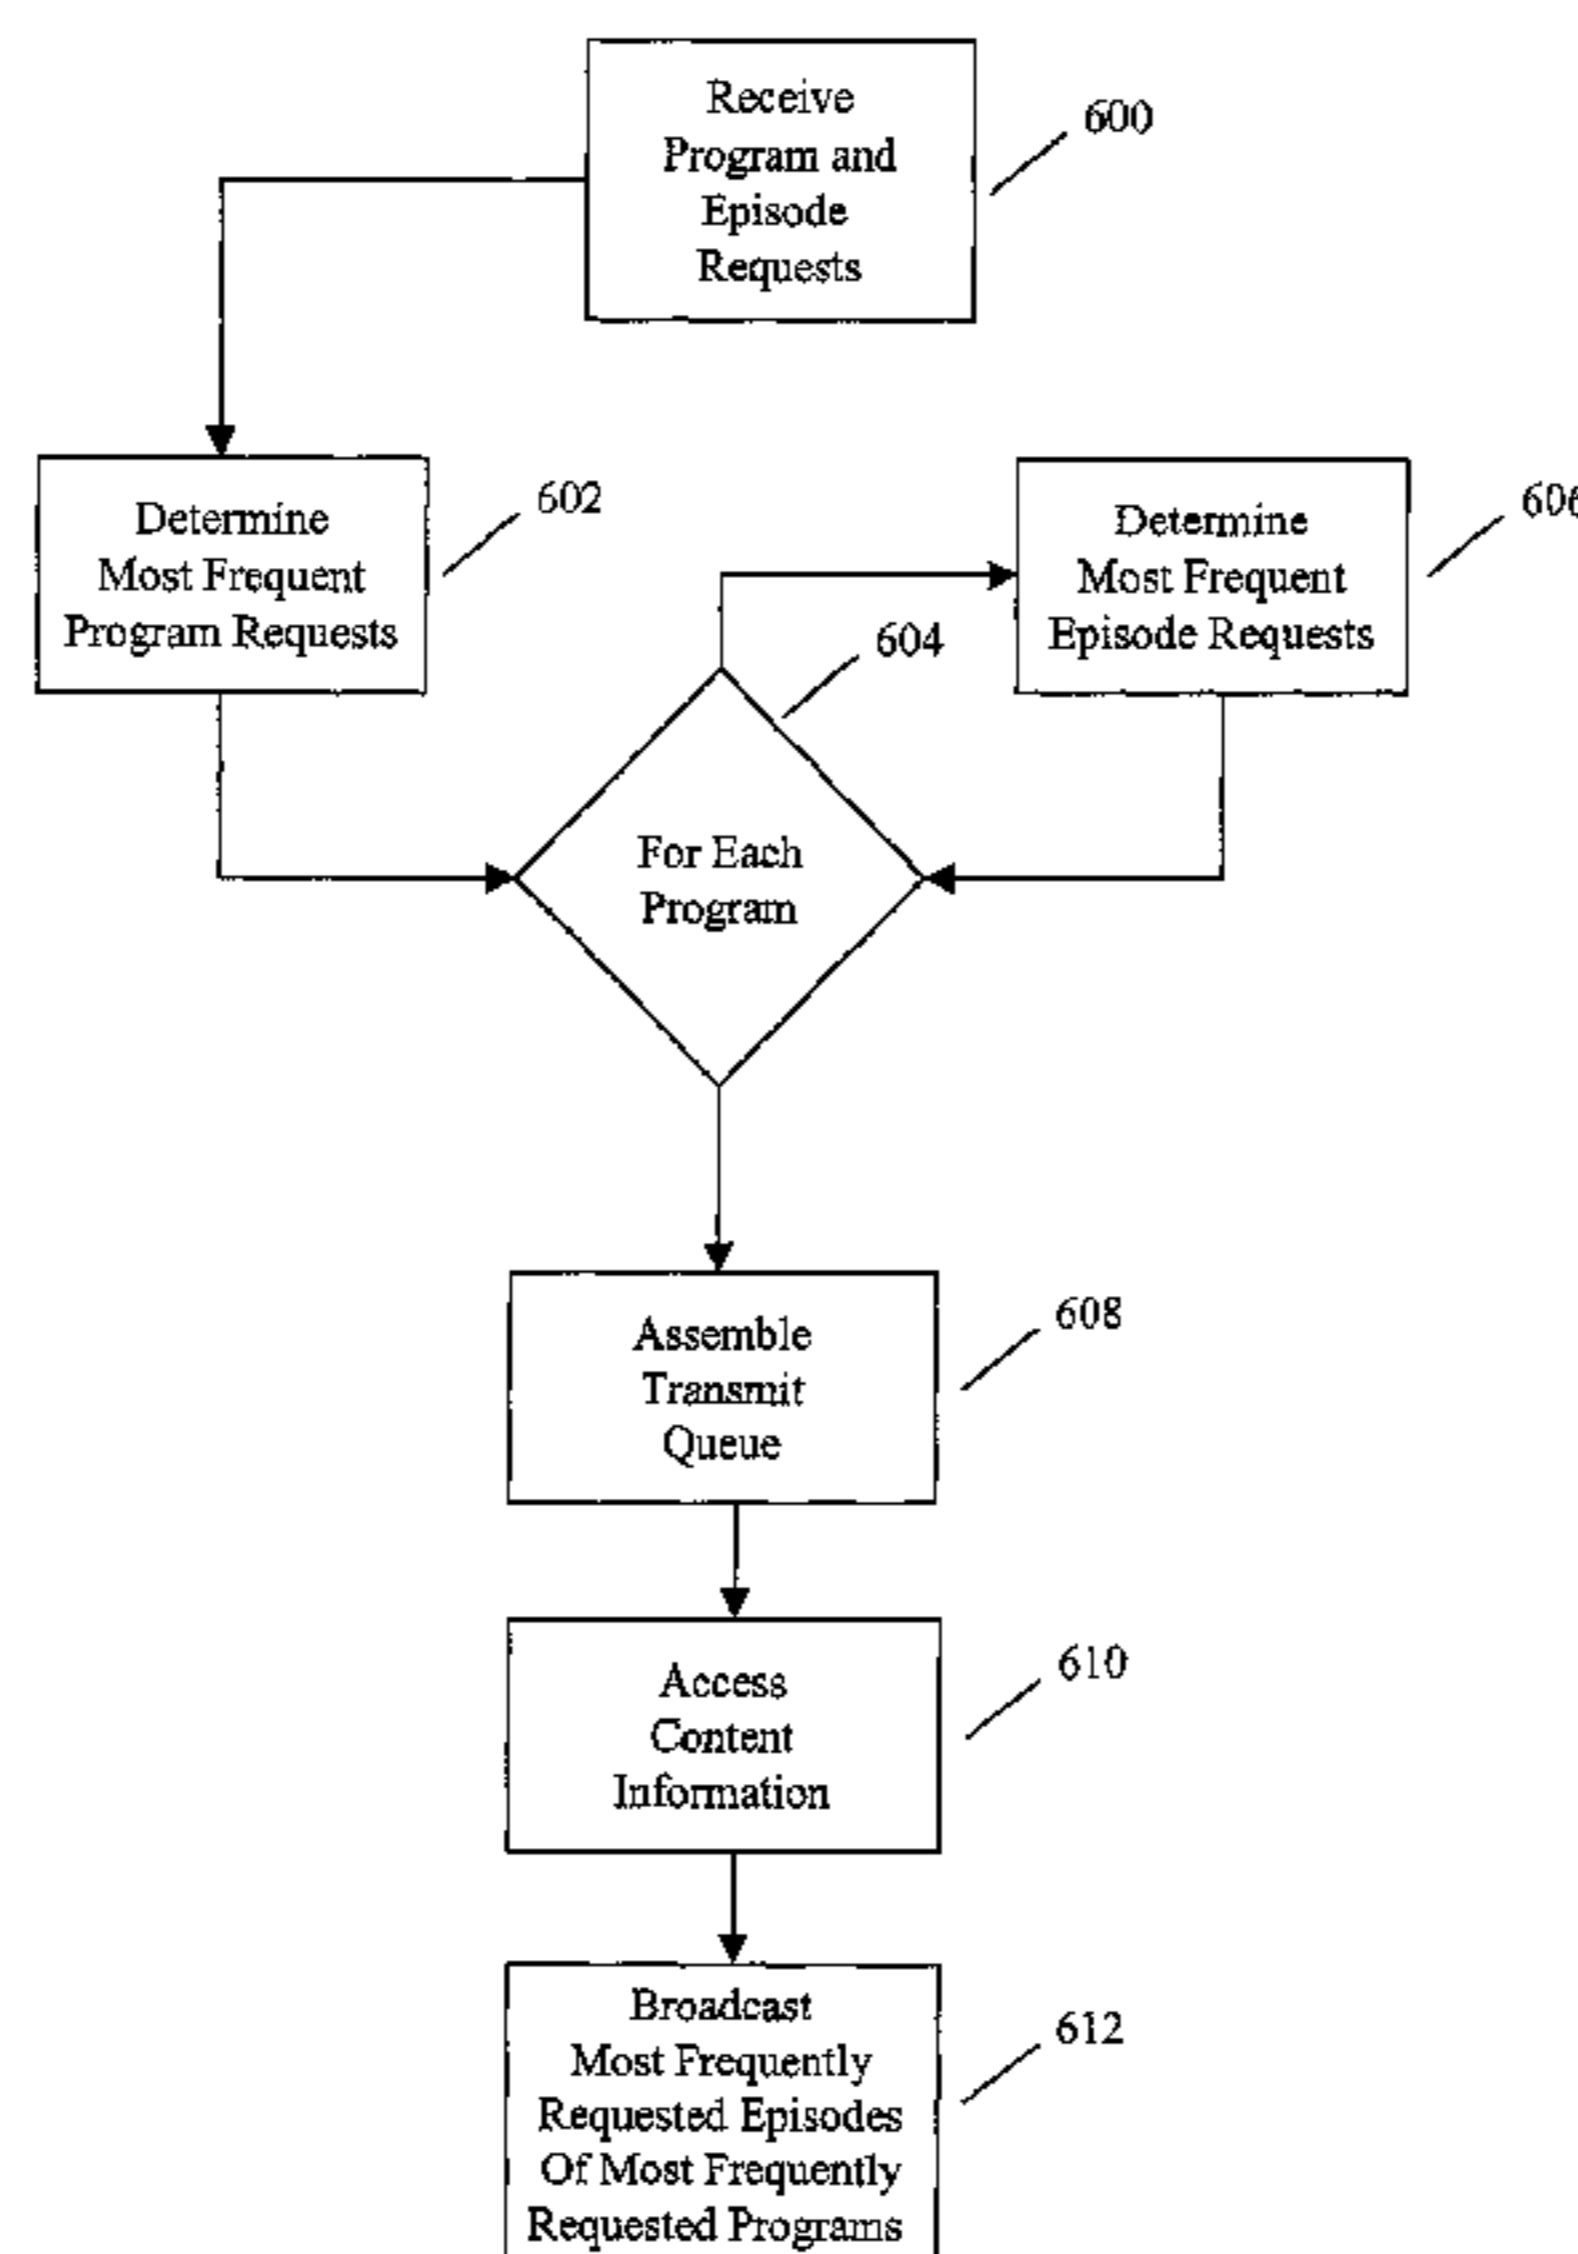 Receive
Program and
Episode
Requests
600
Determine
Most Frequent
Program Requests
602
Determine
Most Frequent
Episode Requests
606
604
For Each
Program
Assemble
Transmit
Queue
608
Access
Content
Information
610
Broadcast
Most Frequently
Requested Episodes
Of Most Frequently
Requested Programs
612